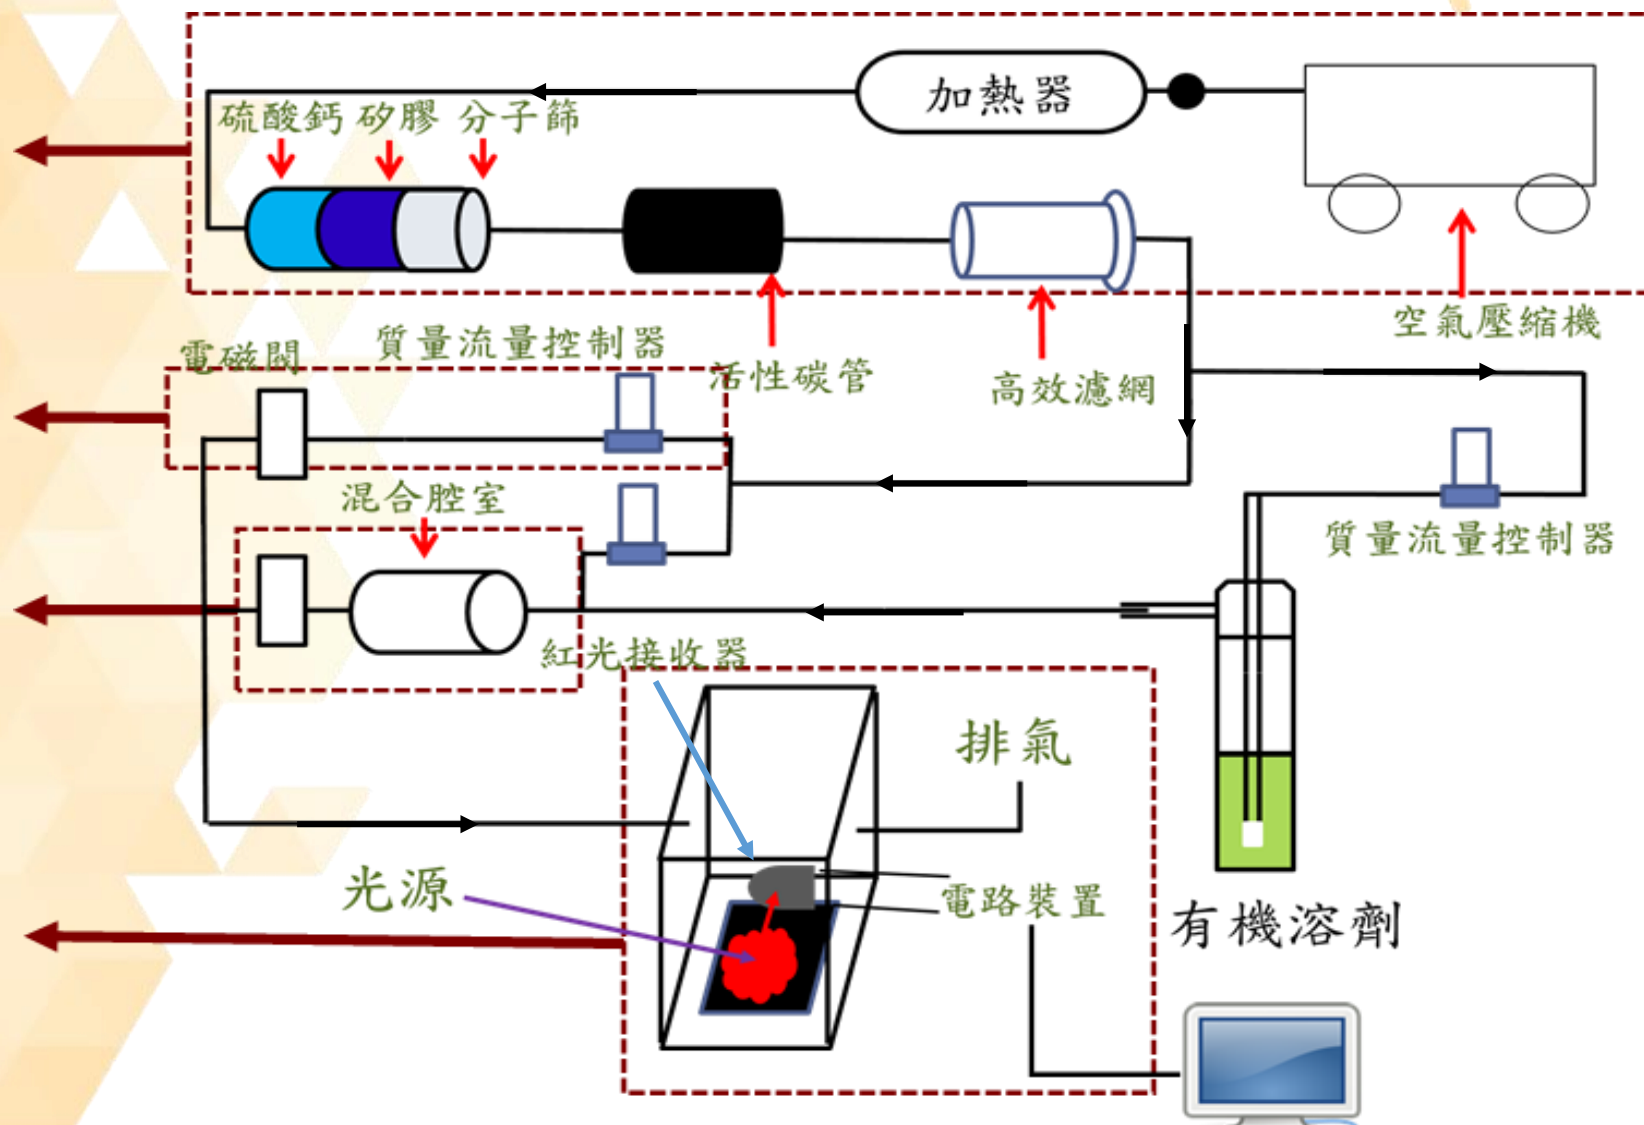 加熱器
硫酸鈣 矽膠 分子篩
空氣壓縮機
電磁閥
質量流量控制器
活性碳管
高效濾網
混合腔室
質量流量控制器
紅光接收器
排氣
光源
電路裝置
有機溶劑